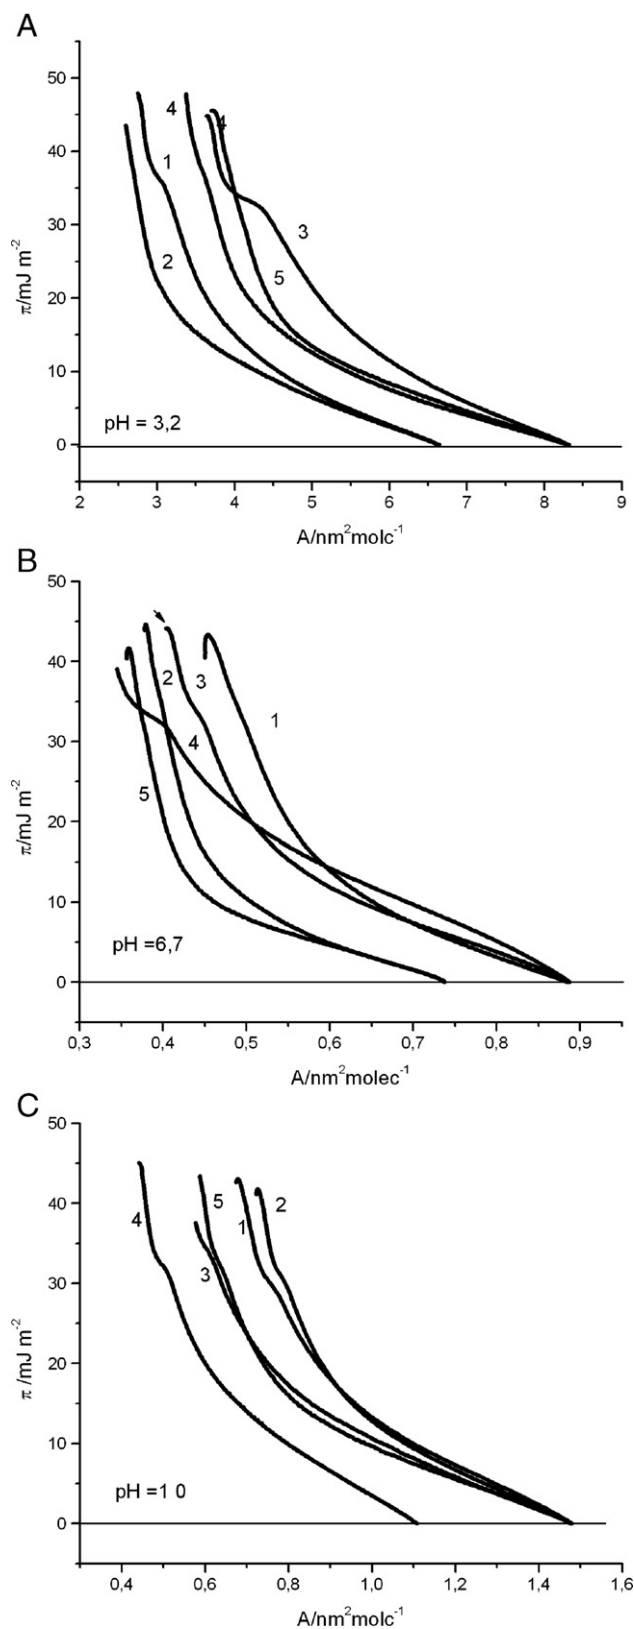 A
50
40
30
20
10
0
π/mJ m⁻²
4
4
1
3
2
5
pH = 3,2
2 3 4 5 6 7 8 9
A/nm²molc⁻¹
B
50
40
30
20
10
0
π/mJ m⁻²
2
3
1
4
5
pH =6,7
0,3 0,4 0,5 0,6 0,7 0,8 0,9
A/nm²molec⁻¹
C
50
40
30
20
10
0
π /mJ m⁻²
4
5
1
2
3
pH =1 0
0,4 0,6 0,8 1,0 1,2 1,4 1,6
A/nm²molc⁻¹